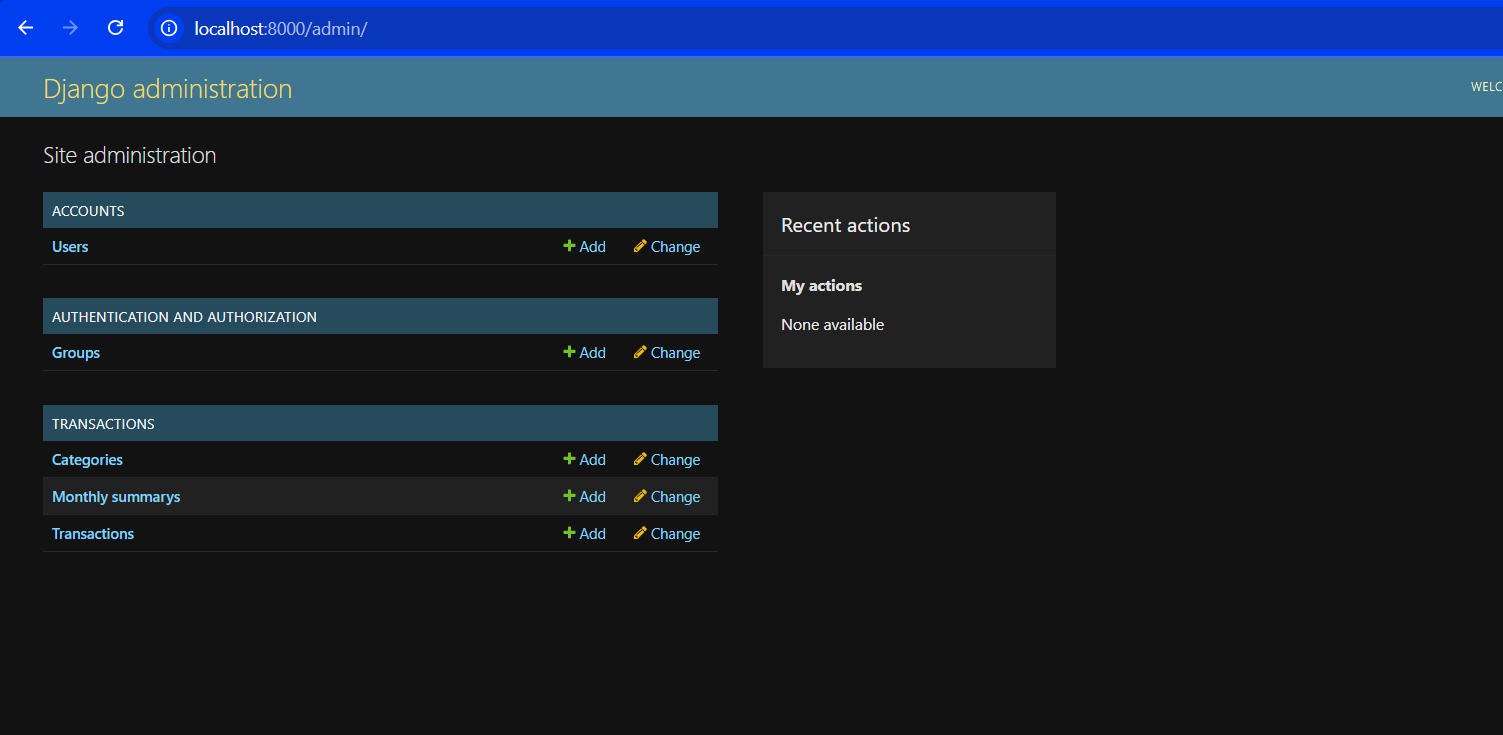 localhost:8000/admin/
Django administration
WELC
Site administration
ACCOUNTS
Users Add Change
AUTHENTICATION AND AUTHORIZATION
Groups Add Change
TRANSACTIONS
Categories Add Change
Monthly summarys Add Change
Transactions Add Change
Recent actions
My actions
None available